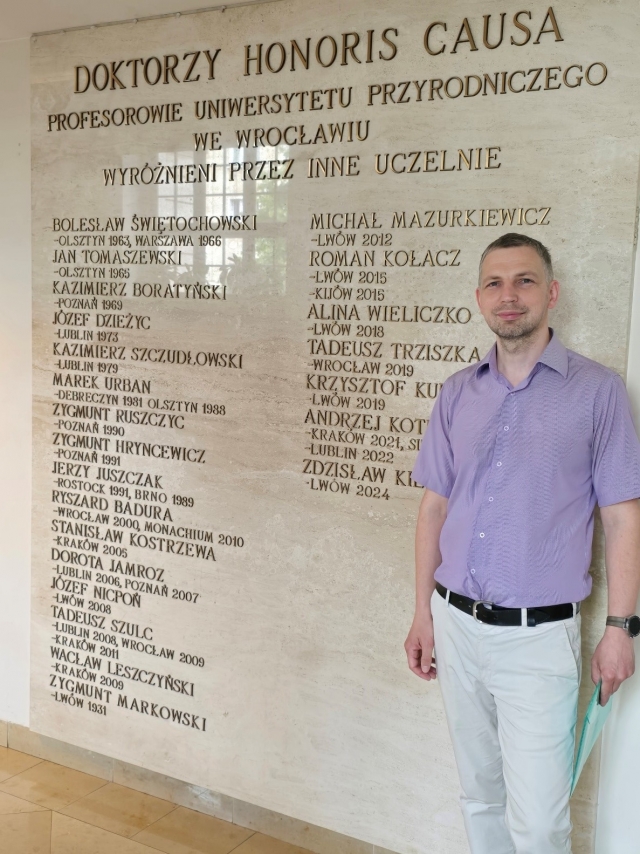 DOKTORZY HONORIS CAUSA
PROFESOROWIE UNIWERSYTETU PRZYRODNICZEGO
WE WROCŁAWIU
WYRÓŻNIENI PRZEZ INNE UCZELNIE
BOLESŁAW ŚWIĘTOCHOWSKI
-OLSZTYN 1963, WARSZAWA 1966
JAN TOMASZEWSKI
-OLSZTYN 1965
KAZIMIERZ BORATYŃSKI
-POZNAŃ 1969
JÓZEF DZIEŻYC
-LUBLIN 1973
KAZIMIERZ SZCZUDŁOWSKI
-LUBLIN 1979
MAREK URBAN
-DEBRECZYN 1981 OLSZTYN 1988
ZYGMUNT RUSZCZYC
-POZNAŃ 1990
ZYGMUNT HRYNCEWICZ
-POZNAŃ 1991
JERZY JUSZCZAK
-ROSTOCK 1991, BRNO 1989
RYSZARD BADURA
-WROCŁAW 2000, MONACHIUM 2010
STANISŁAW KOSTRZEWA
-KRAKÓW 2005
DOROTA JAMROZ
-LUBLIN 2006, POZNAŃ 2007
JÓZEF NICPOŃ
-LWÓW 2008
TADEUSZ SZULC
-LUBLIN 2008, WROCŁAW 2009
-KRAKÓW 2011
WACŁAW LESZCZYŃSKI
-KRAKÓW 2009
ZYGMUNT MARKOWSKI
-LWÓW 1931
MICHAŁ MAZURKIEWICZ
-LWÓW 2012
ROMAN KOŁACZ
-LWÓW 2015
-KIJÓW 2015
ALINA WIELICZKO
-LWÓW 2018
TADEUSZ TRZISZKA
-WROCŁAW 2019
KRZYSZTOF
-LWÓW 2019
ANDRZEJ
-KRAKÓW 2021,
-LUBLIN 2022
ZDZISŁAW
-LWÓW 2024